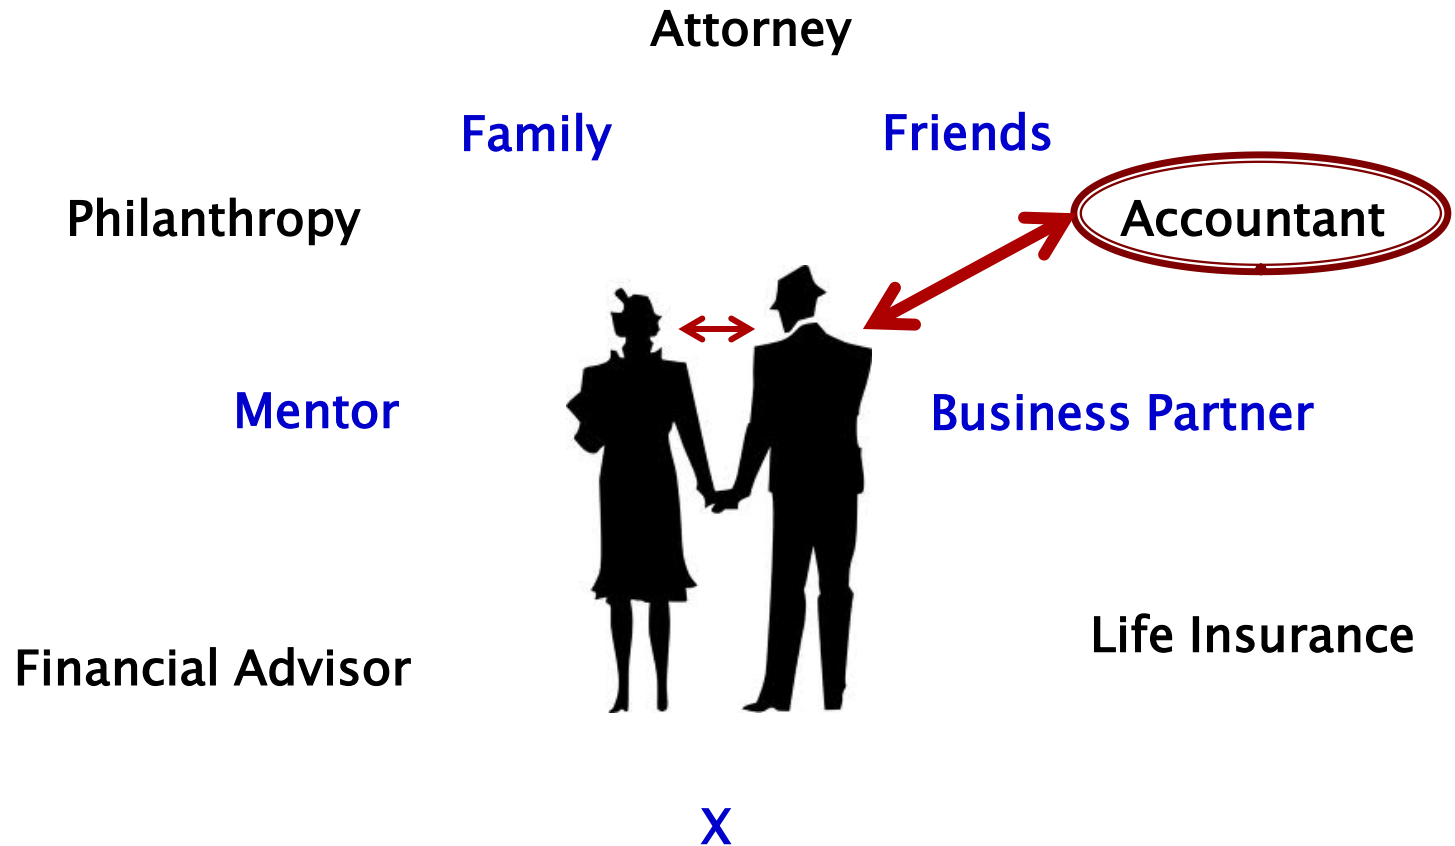 Attorney
Family
Friends
Philanthropy
Accountant
Mentor
Business Partner
Life Insurance
Financial Advisor
X